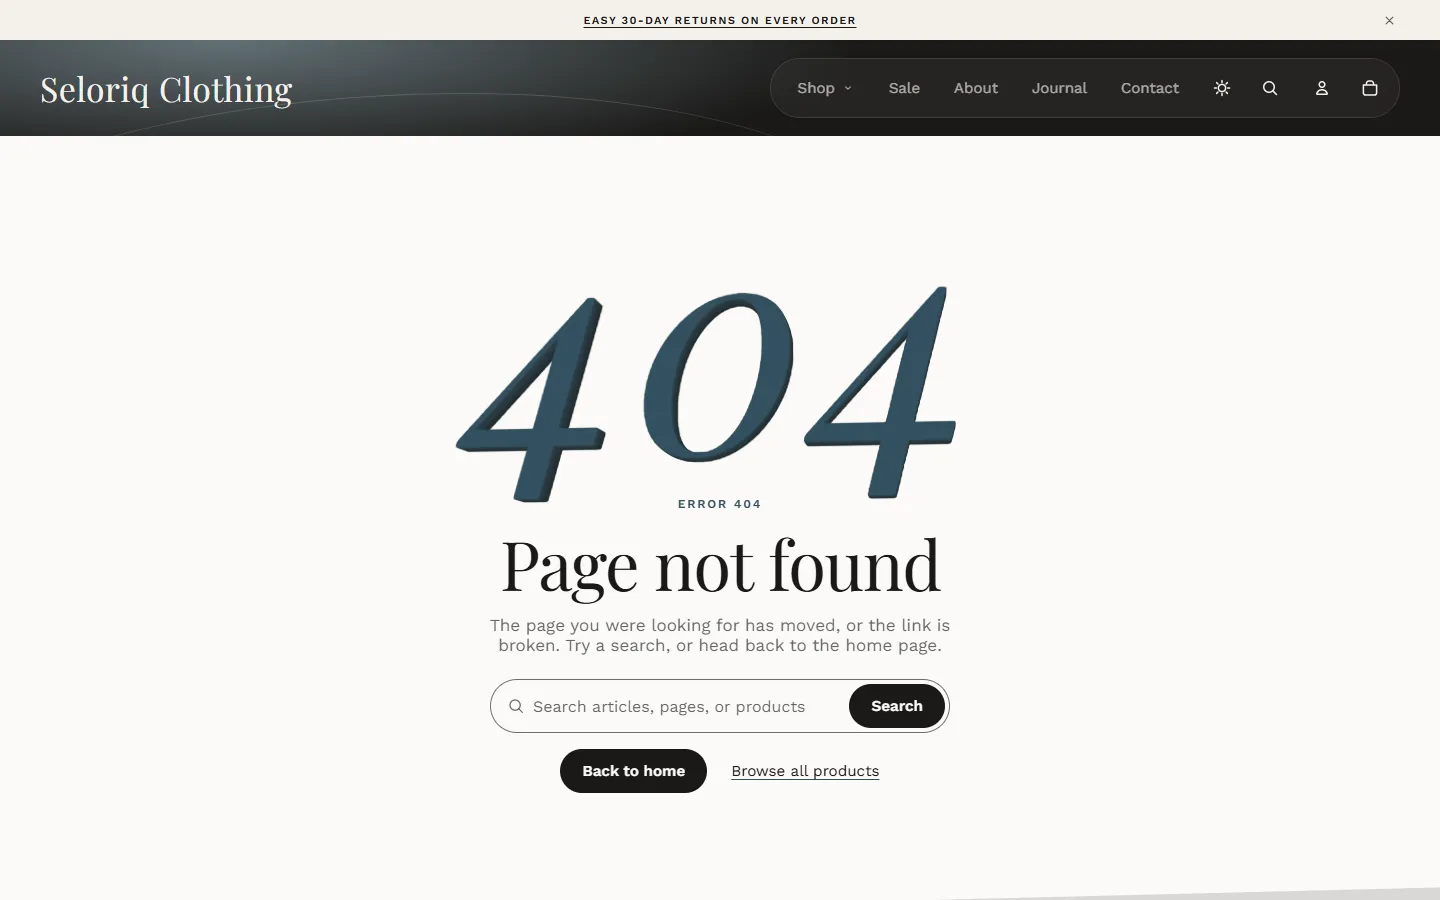 EASY 30-DAY RETURNS ON EVERY ORDER
Seloriq Clothing
Shop
Sale
About
Journal
Contact
404
ERROR 404
Page not found
The page you were looking for has moved, or the link is
broken. Try a search, or head back to the home page.
Search articles, pages, or products
Search
Back to home
Browse all products